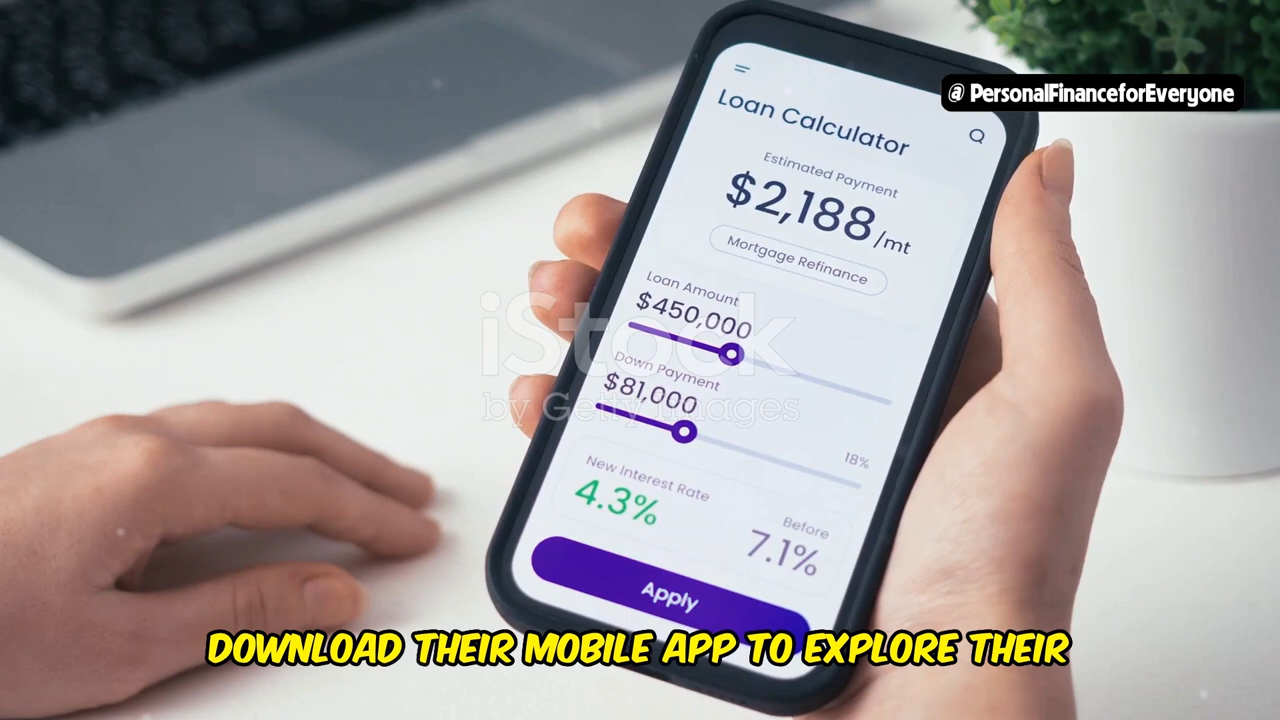 @ PersonalFinanceforEveryone
Loan Calculator
Estimated Payment
$2,188/mt
Mortgage Refinance
Loan Amount
$450,000
Down Payment
$81,000
18%
New Interest Rate
4.3%
Before
7.1%
Apply
iStock
by Getty Images
DOWNLOAD THEIR MOBILE APP TO EXPLORE THEIR